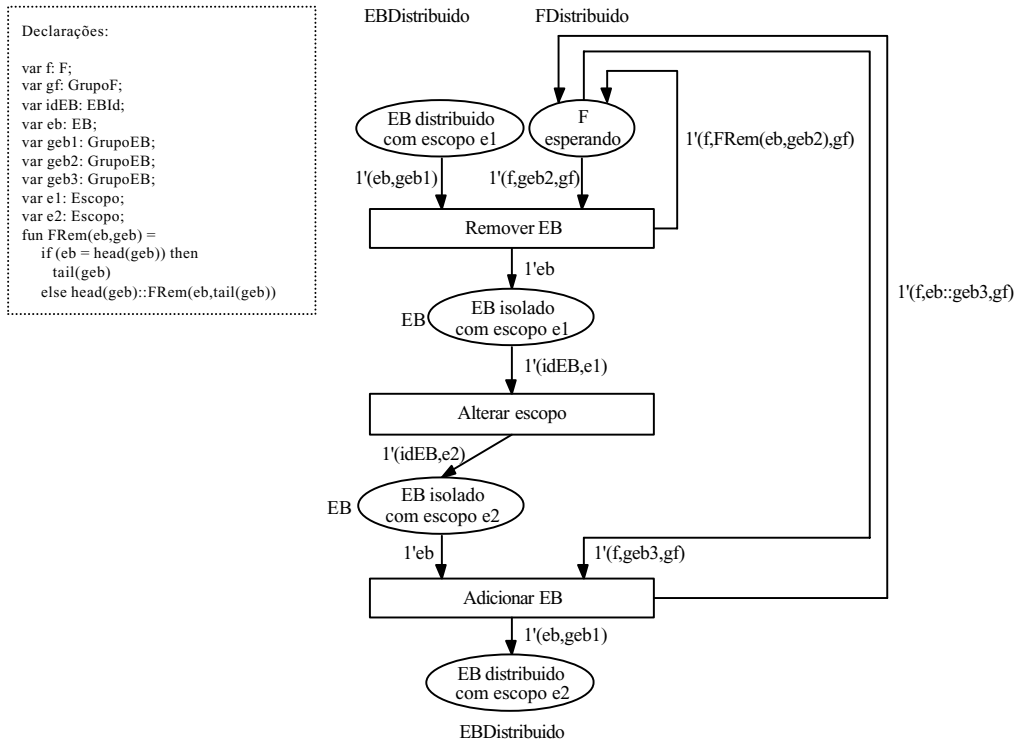 Declarações:
var f: F;
var gf: GrupoF;
var idEB: EBId;
var eb: EB;
var geb1: GrupoEB;
var geb2: GrupoEB;
var geb3: GrupoEB;
var e1: Escopo;
var e2: Escopo;
fun FRem(eb,geb) =
if (eb = head(geb)) then
tail(geb)
else head(geb)::FRem(eb,tail(geb))
EBDistribuido
FDistribuido
EB distribuido
com escopo e1
F
esperando
1'(f,FRem(eb,geb2),gf)
1'(eb,geb1)
1'(f,geb2,gf)
Remover EB
1'eb
EB
EB isolado
com escopo e1
1'(f,eb::geb3,gf)
1'(idEB,e1)
Alterar escopo
1'(idEB,e2)
EB
EB isolado
com escopo e2
1'eb
1'(f,geb3,gf)
Adicionar EB
1'(eb,geb1)
EB distribuido
com escopo e2
EBDistribuido